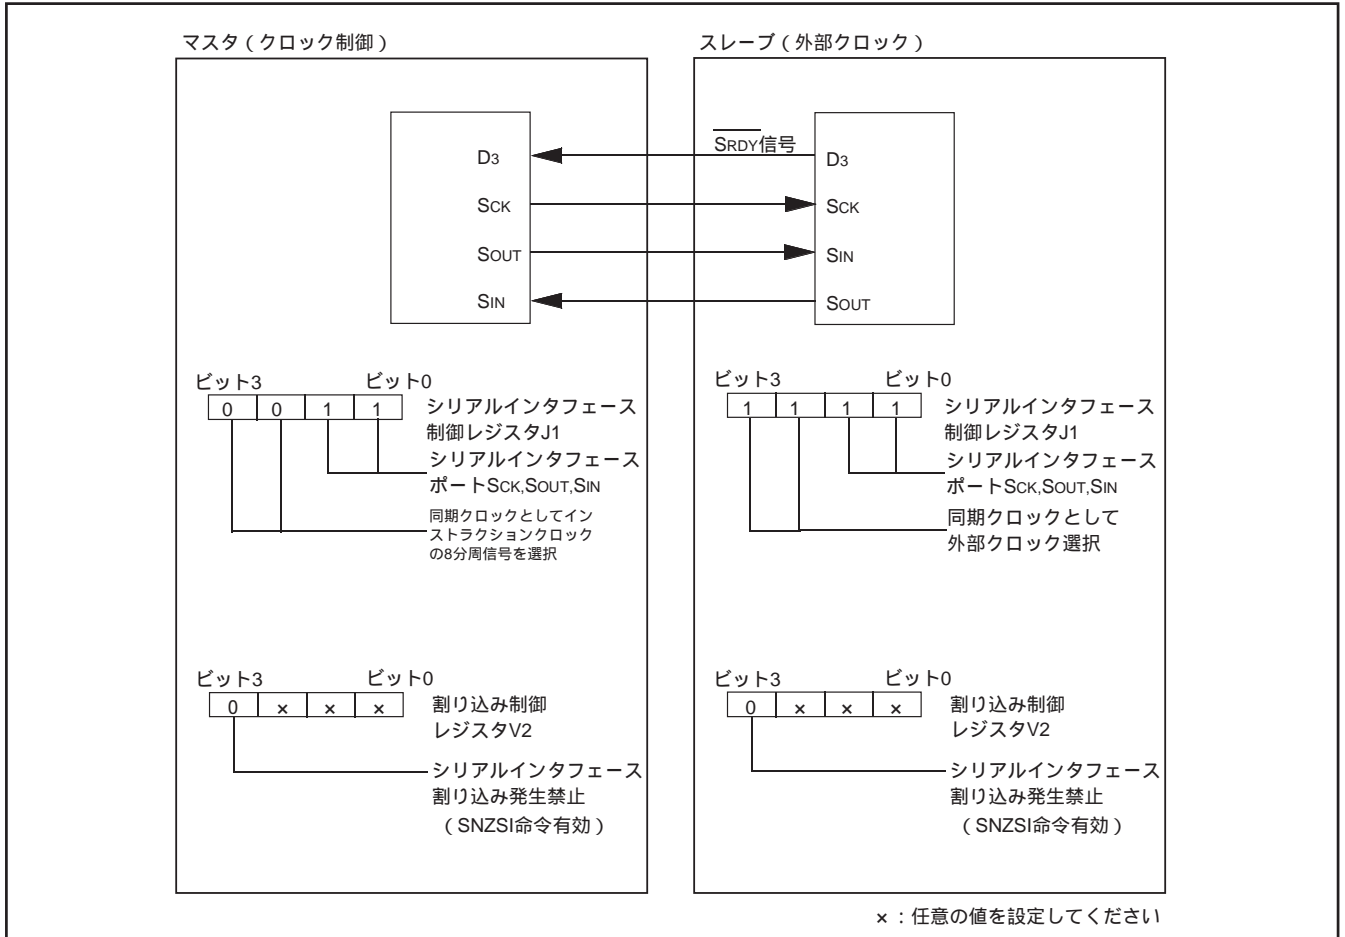 マスタ(クロック制御)
D3
SCK
SOUT
SIN
ビット3 ビット0
0 0 1 1
シリアルインタフェース
制御レジスタJ1
シリアルインタフェース
ポートSCK,SOUT,SIN
同期クロックとしてイン
ストラクションクロック
の8分周信号を選択
ビット3 ビット0
0 × × ×
割り込み制御
レジスタV2
シリアルインタフェース
割り込み発生禁止
(SNZSI命令有効)
スレーブ(外部クロック)
SRDY信号
D3
SCK
SIN
SOUT
ビット3 ビット0
1 1 1 1
シリアルインタフェース
制御レジスタJ1
シリアルインタフェース
ポートSCK,SOUT,SIN
同期クロックとして
外部クロック選択
ビット3 ビット0
0 × × ×
割り込み制御
レジスタV2
シリアルインタフェース
割り込み発生禁止
(SNZSI命令有効)
×:任意の値を設定してください